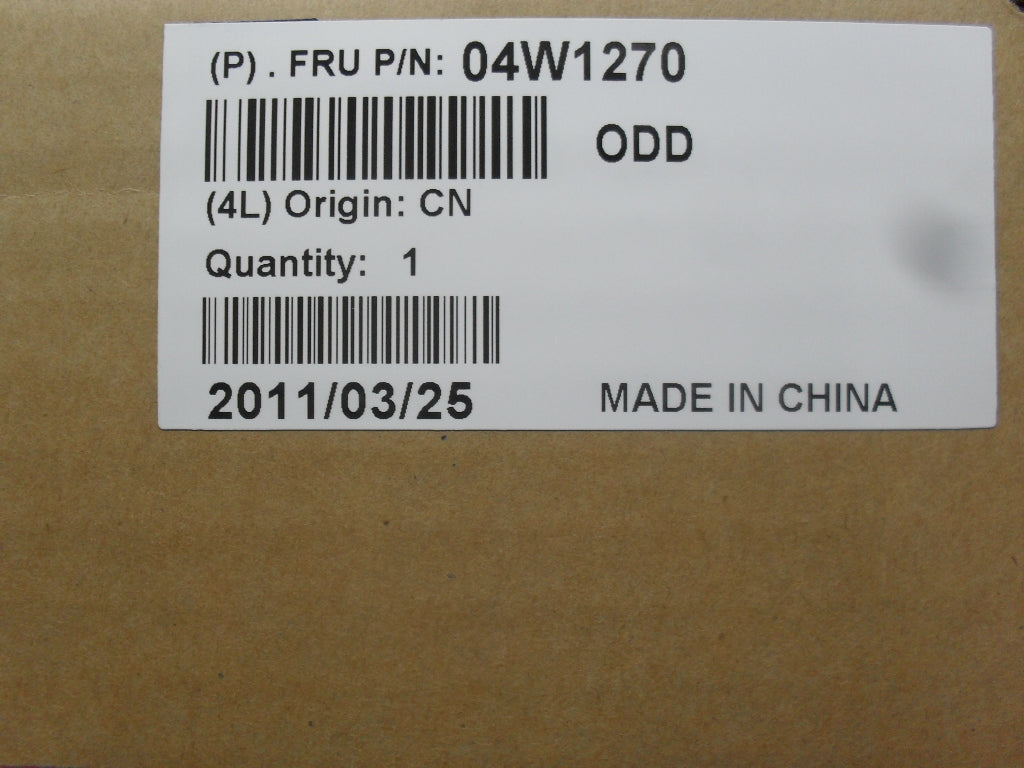 (P) . FRU P/N: 04W1270
ODD
(4L) Origin: CN
Quantity: 1
2011/03/25
MADE IN CHINA